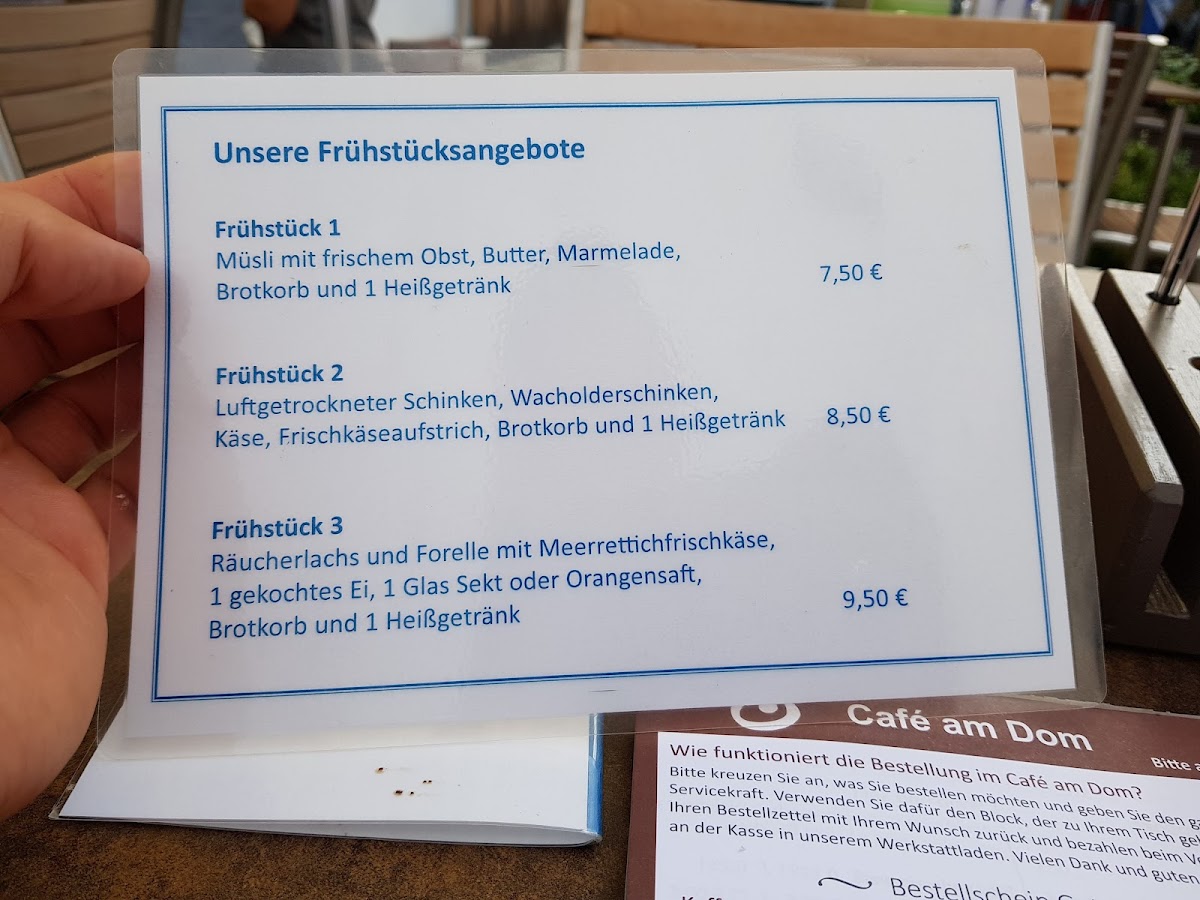 Unsere Frühstücksangebote
Frühstück 1
Müsli mit frischem Obst, Butter, Marmelade,
Brotkorb und 1 Heißgetränk 7,50 €
Frühstück 2
Luftgetrockneter Schinken, Wacholderschinken,
Käse, Frischkäseaufstrich, Brotkorb und 1 Heißgetränk 8,50 €
Frühstück 3
Räucherlachs und Forelle mit Meerrettichfrischkäse,
1 gekochtes Ei, 1 Glas Sekt oder Orangensaft,
Brotkorb und 1 Heißgetränk 9,50 €
Café am Dom
Bitte
Wie funktioniert die Bestellung im Café am Dom?
Bitte kreuzen Sie an, was Sie bestellen möchten und geben Sie den
Servicekraft. Verwenden Sie dafür den Block, der zu Ihrem Tisch
Ihren Bestellzettel mit Ihrem Wunsch zurück und bezahlen beim
an der Kasse in unserem Werkstattladen. Vielen Dank und guten
Bestellschein